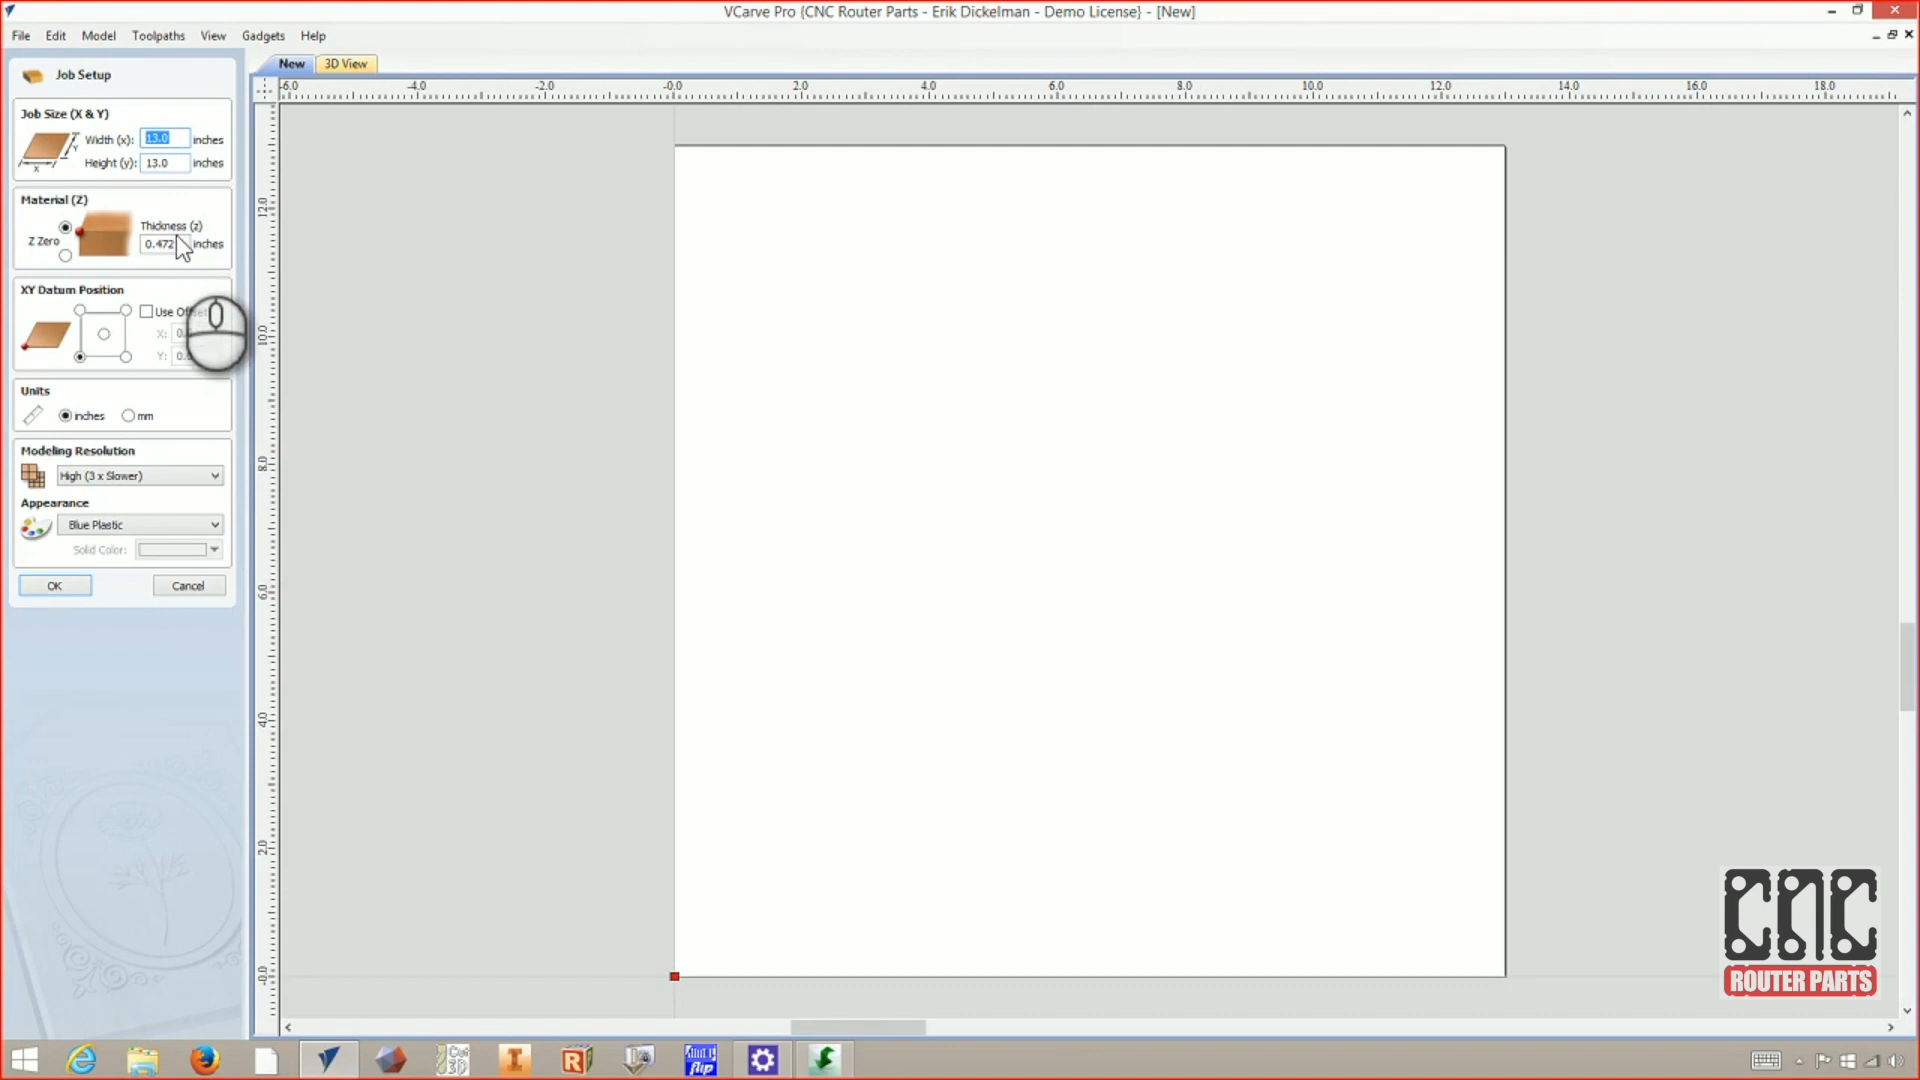 VCarve Pro {CNC Router Parts - Erik Dickelman - Demo License} - [New]
File Edit Model Toolpaths View Gadgets Help
New 3D View
Job Setup
-6.0 -4.0 -2.0 -0.0 2.0 4.0 6.0 8.0 10.0 12.0 14.0 16.0 18.0
Job Size (X & Y)
Width (x): 13.0 inches
Height (y): 13.0 inches
Y
X
Material (Z)
Thickness (z)
Z Zero
0.472 inches
12.0
XY Datum Position
Use
X:
Y:
10.0
Units
inches mm
Modeling Resolution
High (3 x Slower)
8.0
Appearance
Blue Plastic
Solid Color:
OK Cancel
6.0
4.0
2.0
-0.0
CNC
ROUTER PARTS
flip